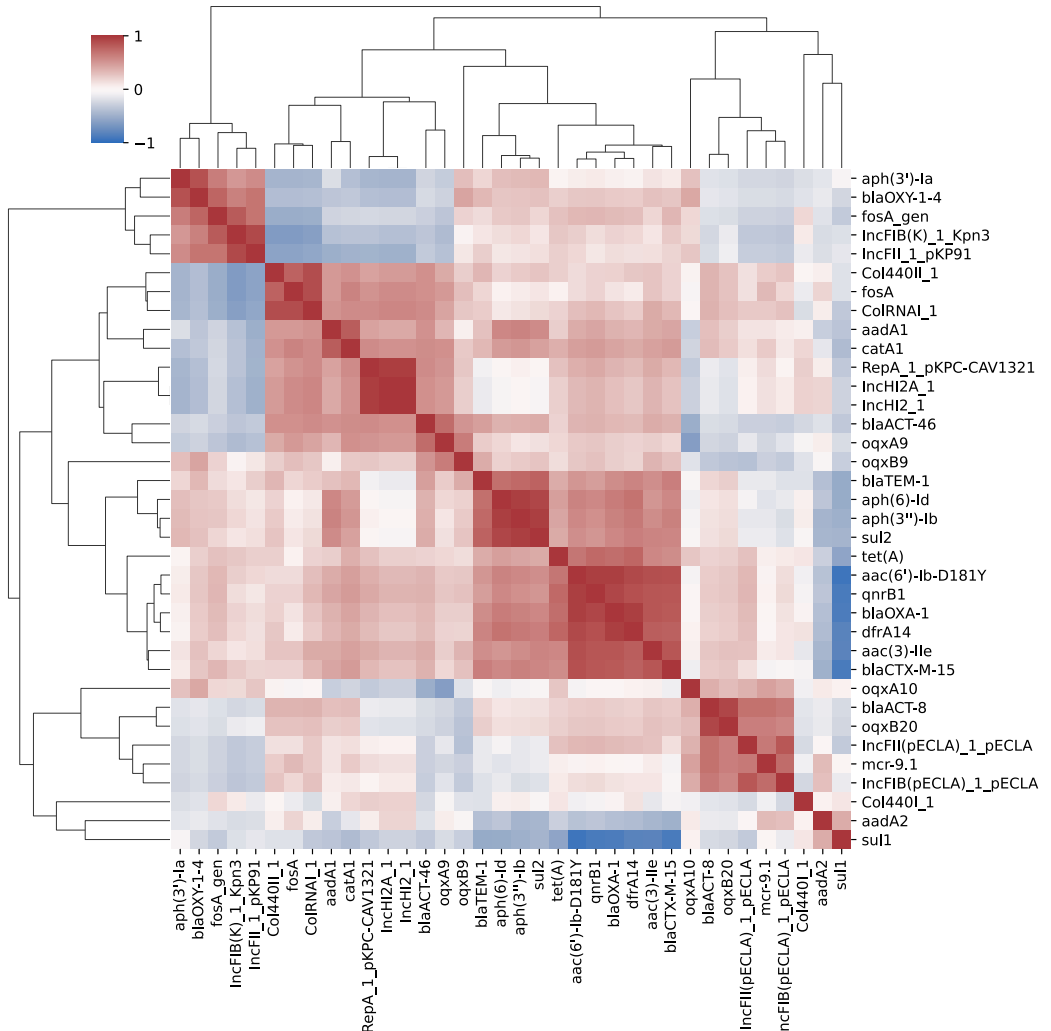 1
0
−1
aph(3')-Ia
blaOXY-1-4
fosA_gen
IncFIB(K)_1_Kpn3
IncFII_1_pKP91
Col440II_1
fosA
ColRNAI_1
aadA1
catA1
RepA_1_pKPC-CAV1321
IncHI2A_1
IncHI2_1
blaACT-46
oqxA9
oqxB9
blaTEM-1
aph(6)-Id
aph(3'')-Ib
sul2
tet(A)
aac(6')-Ib-D181Y
qnrB1
blaOXA-1
dfrA14
aac(3)-IIe
blaCTX-M-15
oqxA10
blaACT-8
oqxB20
IncFII(pECLA)_1_pECLA
mcr-9.1
IncFIB(pECLA)_1_pECLA
Col440I_1
aadA2
sul1
aph(3')-Ia
blaOXY-1-4
fosA_gen
IncFIB(K)_1_Kpn3
IncFII_1_pKP91
Col440II_1
fosA
ColRNAI_1
aadA1
catA1
RepA_1_pKPC-CAV1321
IncHI2A_1
IncHI2_1
blaACT-46
oqxA9
oqxB9
blaTEM-1
aph(6)-Id
aph(3'')-Ib
sul2
tet(A)
aac(6')-Ib-D181Y
qnrB1
blaOXA-1
dfrA14
aac(3)-IIe
blaCTX-M-15
oqxA10
blaACT-8
oqxB20
IncFII(pECLA)_1_pECLA
mcr-9.1
ncFIB(pECLA)_1_pECLA
Col440I_1
aadA2
sul1